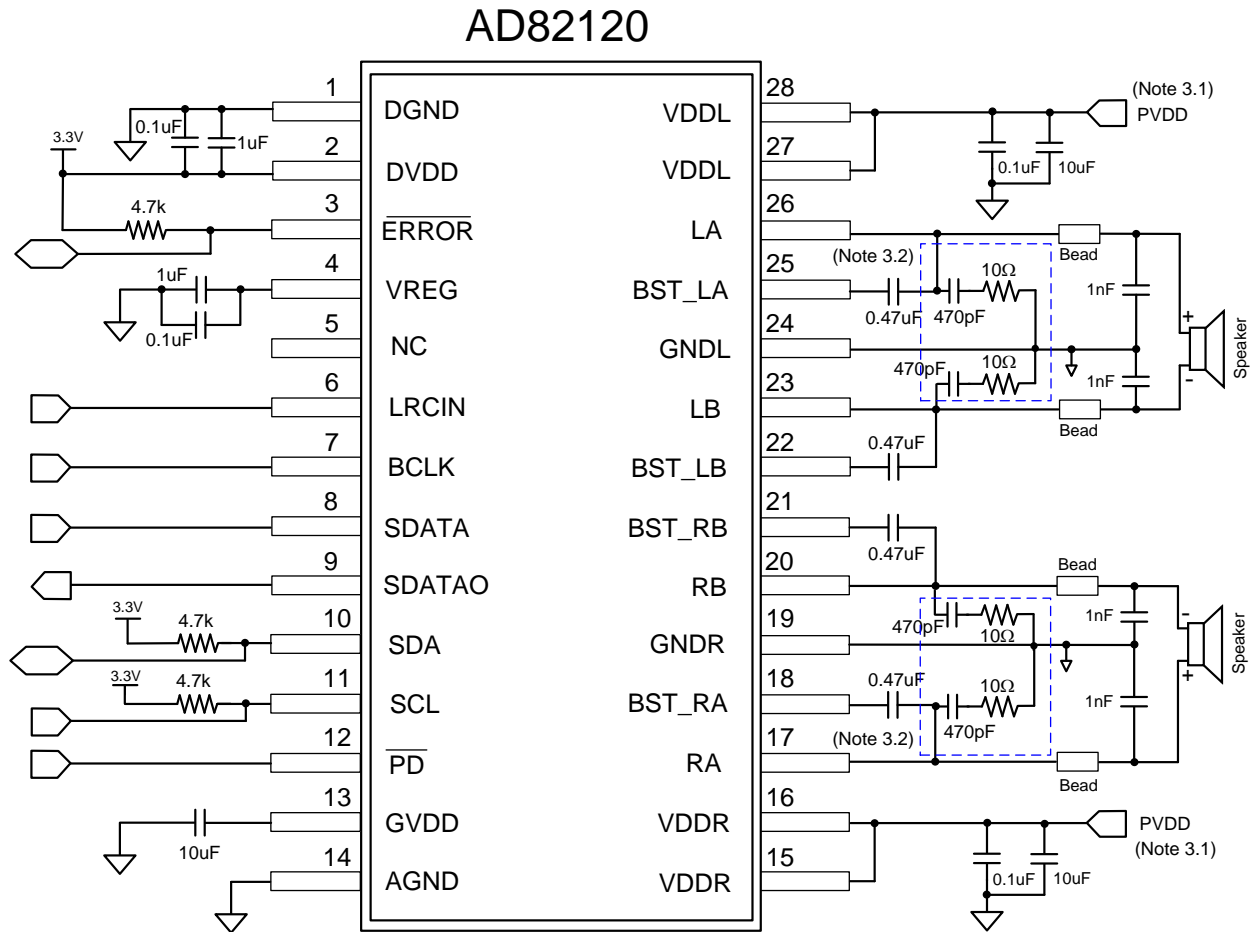 AD82120
1
DGND
0.1uF
1uF
3.3V
2
DVDD
4.7k
3
ERROR
1uF
4
VREG
0.1uF
5
NC
6
LRCIN
7
BCLK
8
SDATA
9
SDATAO
3.3V
4.7k
10
SDA
3.3V
4.7k
11
SCL
12
PD
13
GVDD
10uF
14
AGND
28
VDDL
(Note 3.1)
PVDD
27
VDDL
0.1uF
10uF
26
LA
Bead
(Note 3.2)
25
BST_LA
0.47uF
470pF
10Ω
1nF
24
GNDL
470pF
10Ω
+
-
Speaker
1nF
23
LB
Bead
22
BST_LB
0.47uF
21
BST_RB
0.47uF
20
RB
Bead
470pF
10Ω
1nF
19
GNDR
-
+
Speaker
18
BST_RA
0.47uF
470pF
10Ω
1nF
(Note 3.2)
17
RA
Bead
16
VDDR
PVDD
(Note 3.1)
15
VDDR
0.1uF
10uF